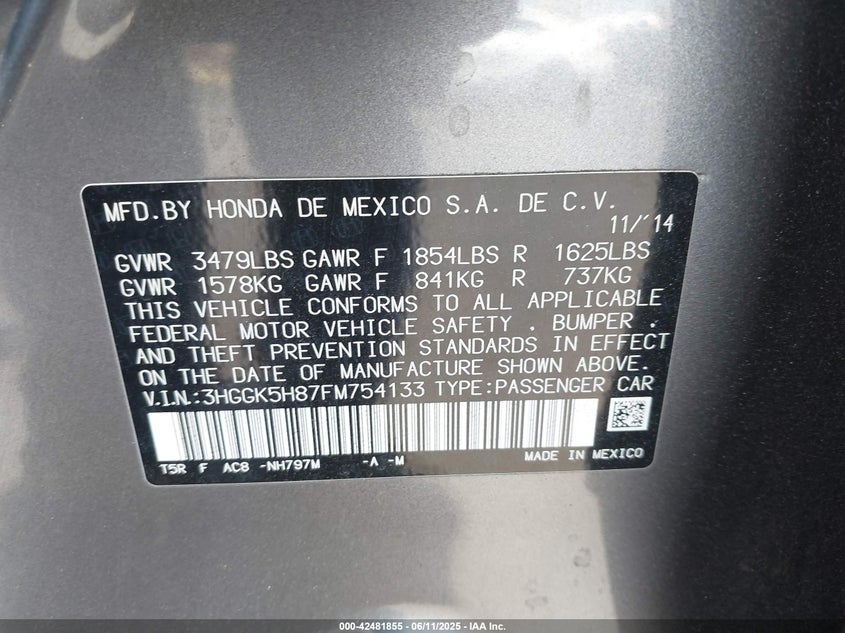 MFD.BY HONDA DE MEXICO S.A. DE C.V.
11/'14
GVWR 3479LBS GAWR F 1854LBS R 1625LBS
GVWR 1578KG GAWR F 841KG R 737KG
THIS VEHICLE CONFORMS TO ALL APPLICABLE
FEDERAL MOTOR VEHICLE SAFETY . BUMPER .
AND THEFT PREVENTION STANDARDS IN EFFECT
ON THE DATE OF MANUFACTURE SHOWN ABOVE.
V.I.N.:3HGGK5H87FM754133 TYPE:PASSENGER CAR
T5R F AC8 -NH797M -A -M MADE IN MEXICO
000-42481855 - 06/11/2025 - IAA Inc.